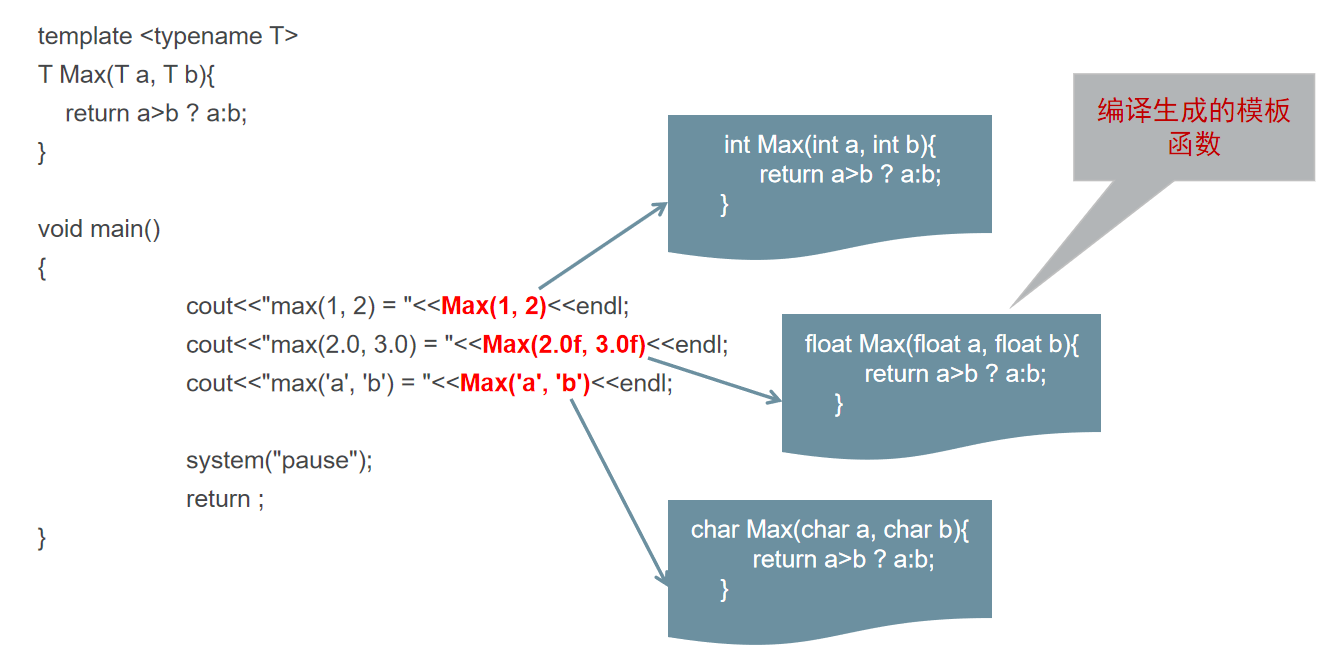 template <typename T>
T Max(T a, T b){
return a>b ? a:b;
}
void main()
{
cout<<"max(1, 2) = "<<Max(1, 2)<<endl;
cout<<"max(2.0, 3.0) = "<<Max(2.0f, 3.0f)<<endl;
cout<<"max('a', 'b') = "<<Max('a', 'b')<<endl;
system("pause");
return ;
}
int Max(int a, int b){
return a>b ? a:b;
}
编译生成的模板
函数
float Max(float a, float b){
return a>b ? a:b;
}
char Max(char a, char b){
return a>b ? a:b;
}